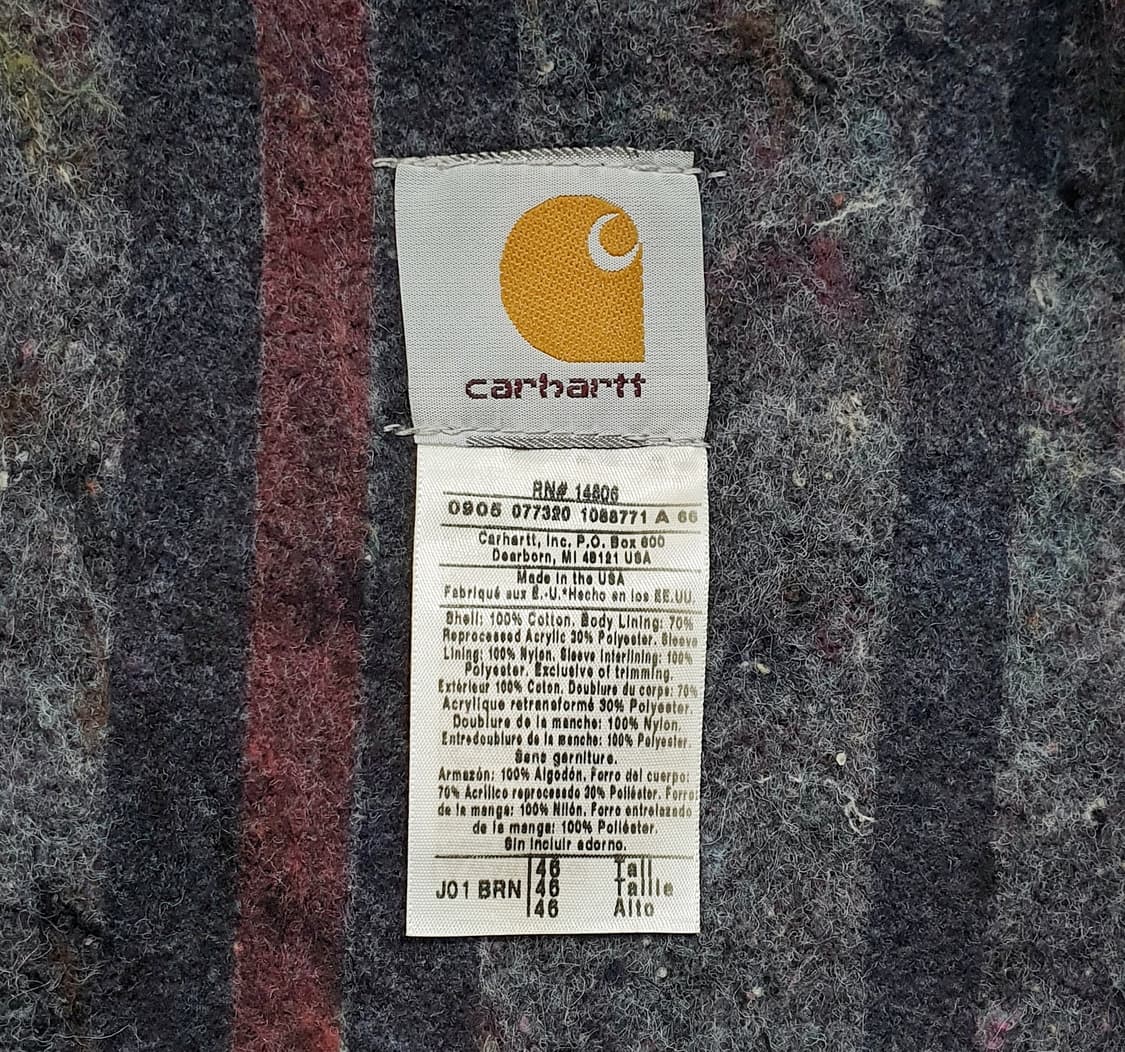 carhartt
RN# 14806
0905 077320 1088771 A 66
Carhartt, Inc. P.O. Box 600
Dearborn, MI 48121 USA
Made in the USA
Fabriqué aux É.-U.*Hecho en los EE.UU.
Shell: 100% Cotton. Body Lining: 70%
Reprocessed Acrylic 30% Polyester. Sleeve
Lining: 100% Nylon. Sleeve Interlining: 100%
Polyester. Exclusive of trimming.
Extérieur 100% Coton. Doublure du corps: 70%
Acrylique retransformé 30% Polyester.
Doublure de la manche: 100% Nylon.
Entredoublure de la manche: 100% Polyester.
Sans garniture.
Armazón: 100% Algodón. Forro del cuerpo:
70% Acrílico reprocesado 30% Poliéster. Forro:
de la manga: 100% Nilón. Forro entrelazado
de la manga: 100% Poliéster.
Sin incluir adorno.
46 Tall
J01 BRN 46 Taille
46 Alto